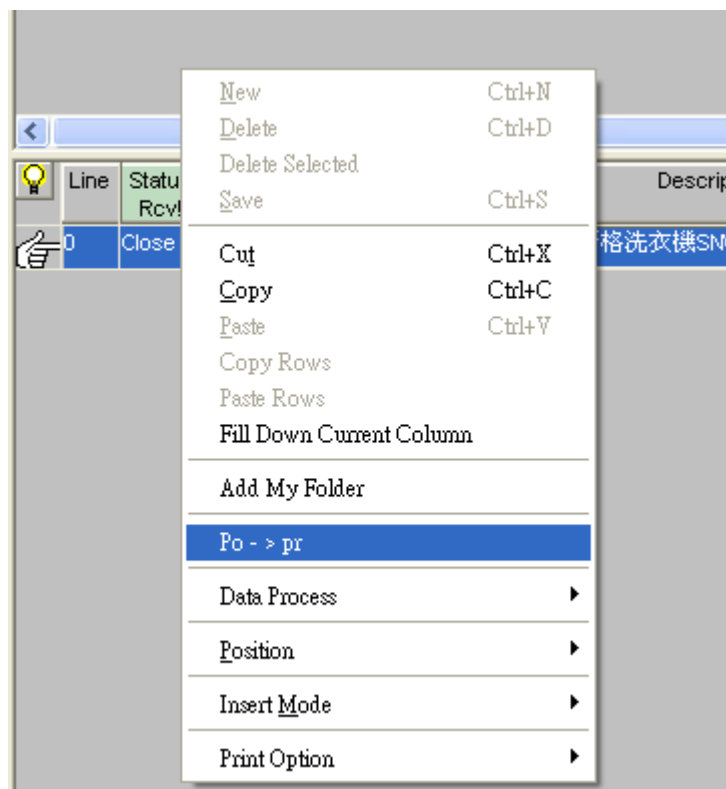 New Ctrl+N
Delete Ctrl+D
Delete Selected
Save Ctrl+S
Line Statu Descrip
Rcv!
0 Close 格洗衣機SN
Cut Ctrl+X
Copy Ctrl+C
Paste Ctrl+V
Copy Rows
Paste Rows
Fill Down Current Column
Add My Folder
Po - > pr
Data Process
Position
Insert Mode
Print Option